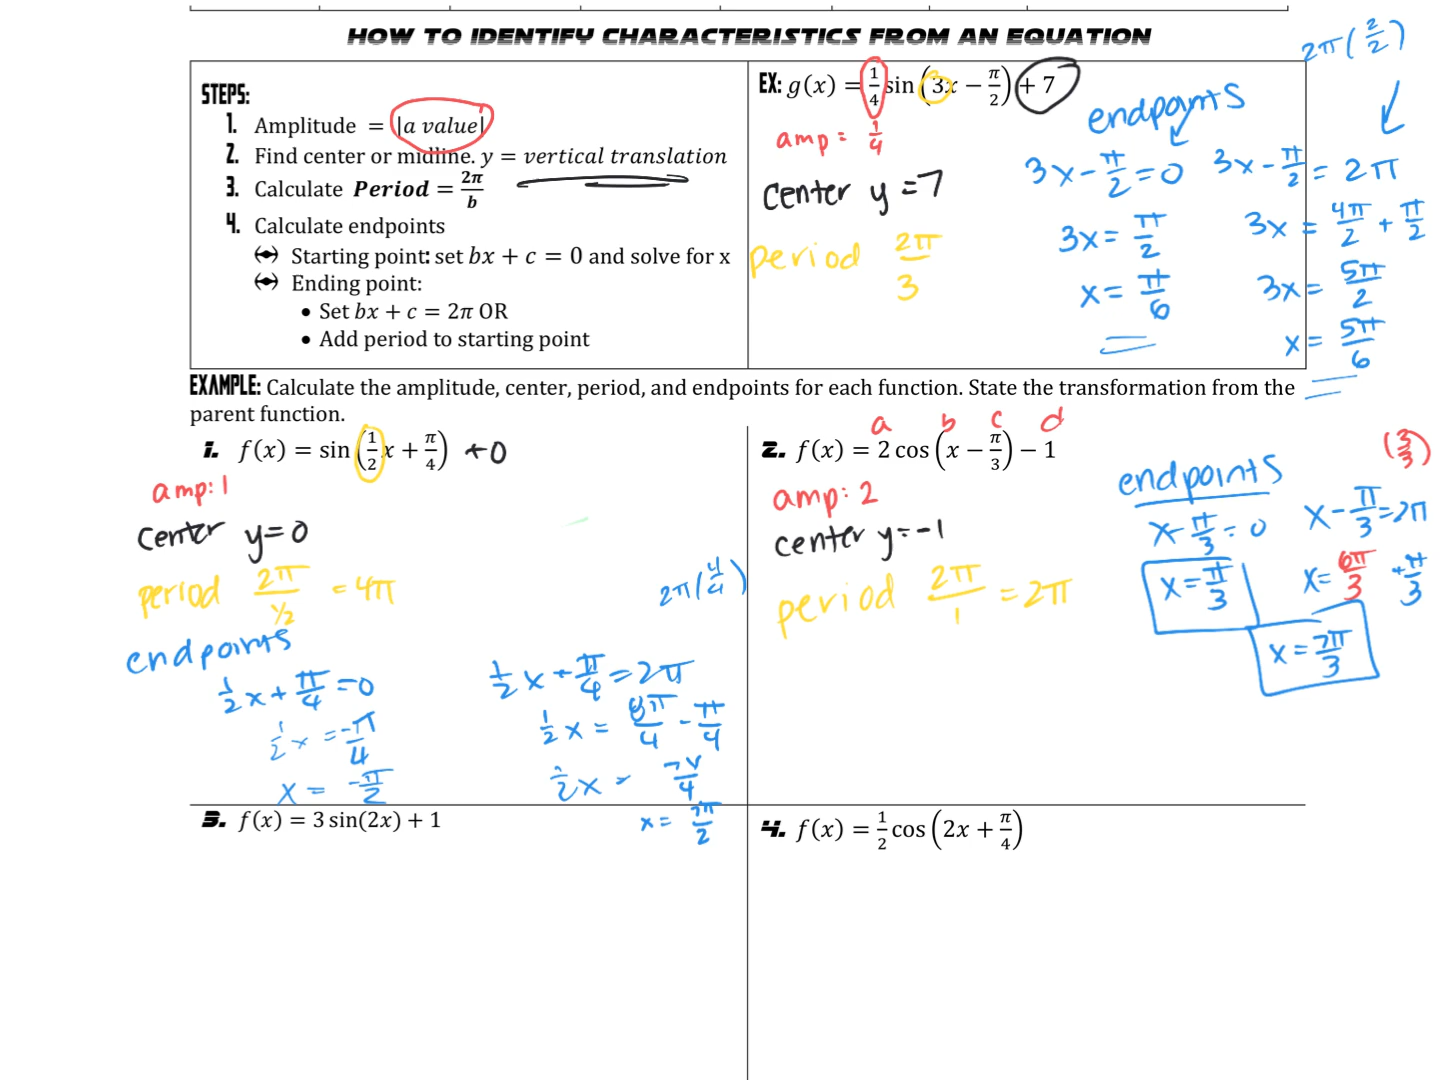 HOW TO IDENTIFY CHARACTERISTICS FROM AN EQUATION
2π(2/2)
STEPS:
1. Amplitude = |a value|
2. Find center or midline. y = vertical translation
3. Calculate Period = 2π/b
4. Calculate endpoints
Starting point: set bx + c = 0 and solve for x
Ending point:
• Set bx + c = 2π OR
• Add period to starting point
EX: g(x) = 1/4 sin(3x − π/2) + 7
amp = 1/4
center y = 7
period 2π/3
endpoints
3x − π/2 = 0
3x = π/2
x = π/6
3x − π/2 = 2π
3x = 4π/2 + π/2
3x = 5π/2
x = 5π/6
EXAMPLE: Calculate the amplitude, center, period, and endpoints for each function. State the transformation from the
parent function.
1. f(x) = sin(1/2 x + π/4) +0
amp: 1
center y=0
period 2π/½ = 4π
endpoints
1/2 x + π/4 = 0
1/2 x = −π/4
x = −π/2
2π(4/4)
1/2 x + π/4 = 2π
1/2 x = 8π/4 − π/4
1/2 x = 7π/4
x = 7π/2
a b c d
2. f(x) = 2 cos(x − π/3) − 1
amp: 2
center y=−1
period 2π/1 = 2π
endpoints
x − π/3 = 0
x = π/3
(3/3)
x − π/3 = 2π
x = 6π/3 + π/3
x = 7π/3
3. f(x) = 3 sin(2x) + 1
4. f(x) = 1/2 cos(2x + π/4)